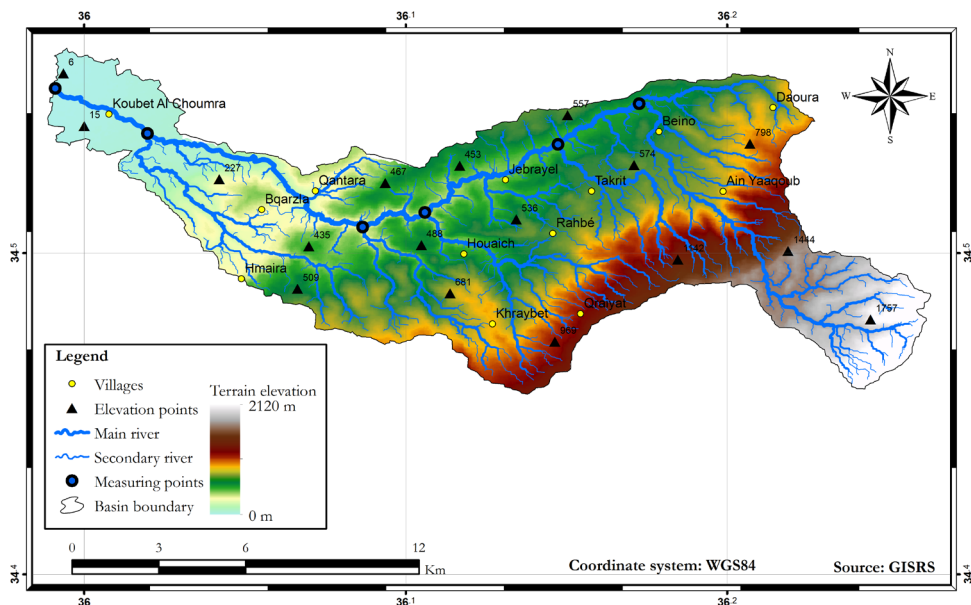 36
36.1
36.2
N
W
E
S
6
Koubet Al Choumra
15
557
Daoura
Beino
798
453
574
227
467
Jebrayel
Qantara
Takrit
Ain Yaaqoub
Bqarzla
536
435
488
Rahbé
1444
34.5
34.5
Houaich
Hmaira
509
681
Oraiyat
1757
Khraybet
969
Legend
Villages
Elevation points
Main river
Secondary river
Measuring points
Basin boundary
Terrain elevation
2120 m
0 m
0
3
6
12
Km
Coordinate system: WGS84
Source: GISRS
34.4
34.4
36
36.1
36.2